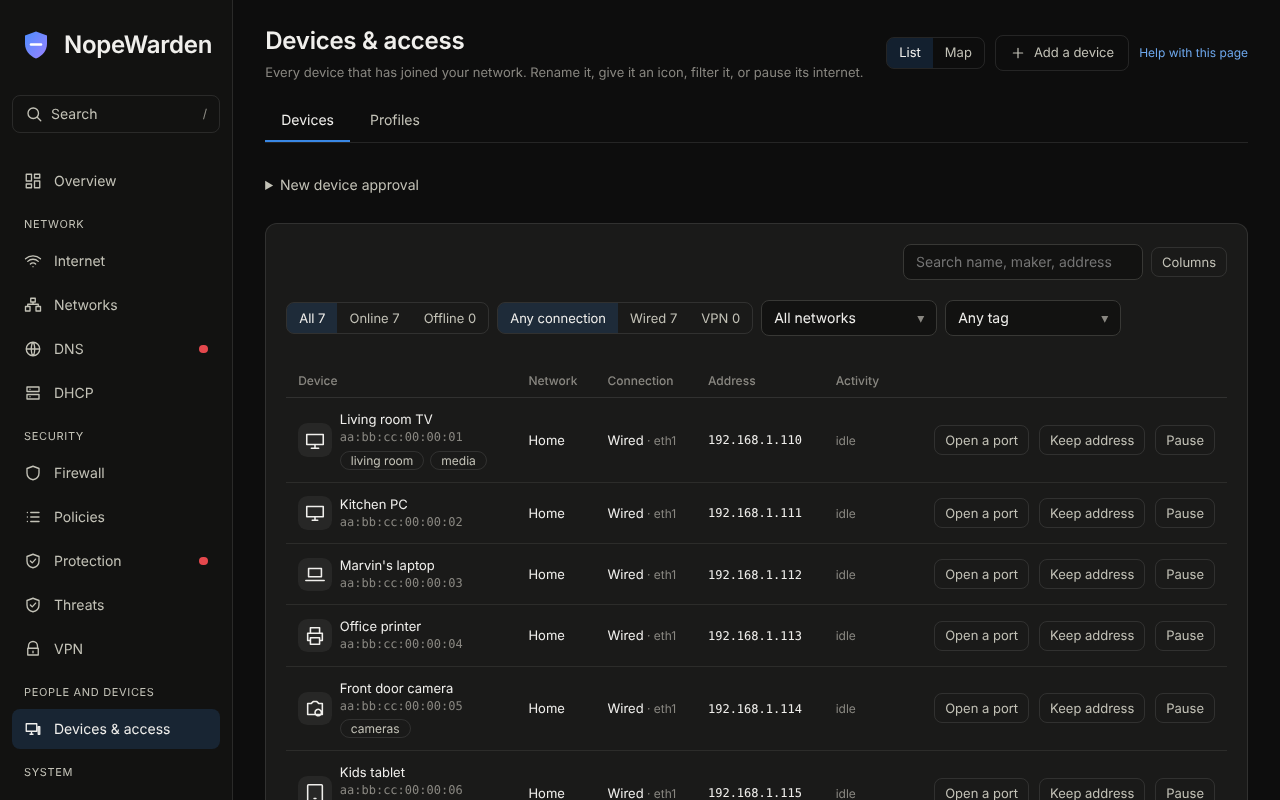 NopeWarden
Search /
Overview
NETWORK
Internet
Networks
DNS
DHCP
SECURITY
Firewall
Policies
Protection
Threats
VPN
PEOPLE AND DEVICES
Devices & access
SYSTEM
Devices & access
Every device that has joined your network. Rename it, give it an icon, filter it, or pause its internet.
List Map Add a device Help with this page
Devices Profiles
New device approval
Search name, maker, address Columns
All 7 Online 7 Offline 0 Any connection Wired 7 VPN 0 All networks Any tag
Device Network Connection Address Activity
Living room TV
aa:bb:cc:00:00:01
living room media
Home Wired · eth1 192.168.1.110 idle Open a port Keep address Pause
Kitchen PC
aa:bb:cc:00:00:02
Home Wired · eth1 192.168.1.111 idle Open a port Keep address Pause
Marvin's laptop
aa:bb:cc:00:00:03
Home Wired · eth1 192.168.1.112 idle Open a port Keep address Pause
Office printer
aa:bb:cc:00:00:04
Home Wired · eth1 192.168.1.113 idle Open a port Keep address Pause
Front door camera
aa:bb:cc:00:00:05
cameras
Home Wired · eth1 192.168.1.114 idle Open a port Keep address Pause
Kids tablet
aa:bb:cc:00:00:06
Home Wired · eth1 192.168.1.115 idle Open a port Keep address Pause